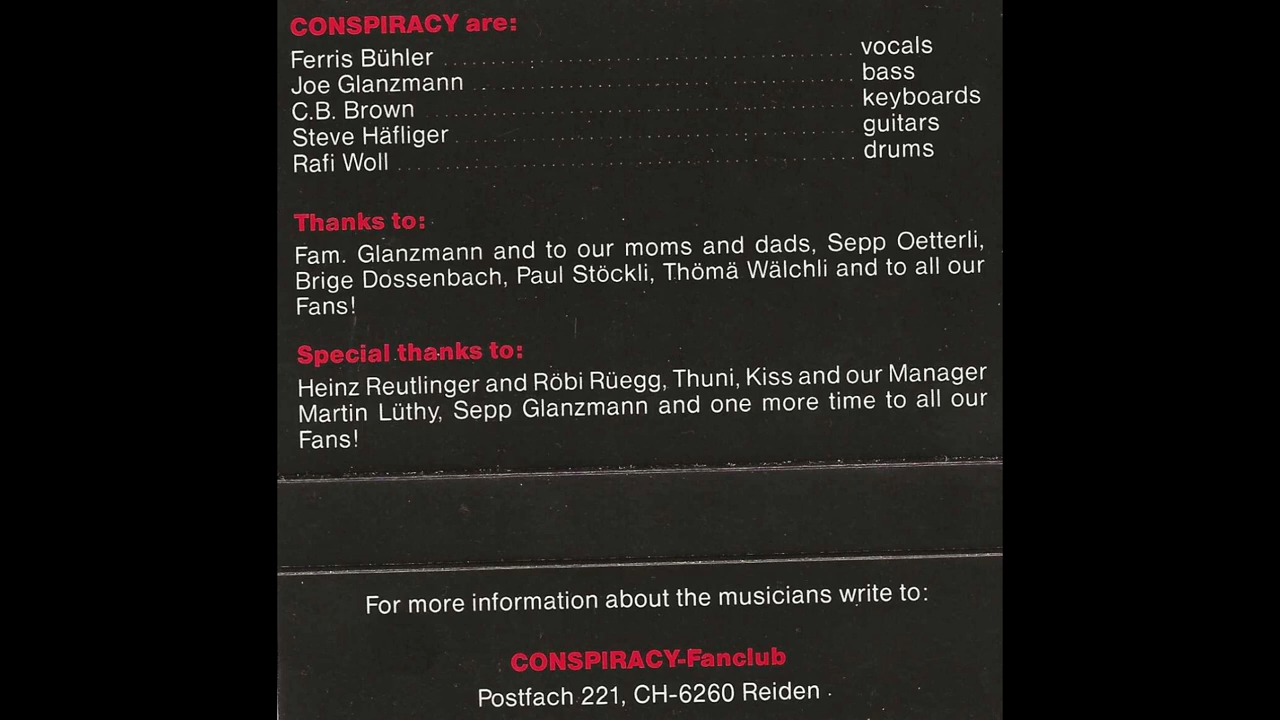 CONSPIRACY are:
Ferris Bühler ........ vocals
Joe Glanzmann ........ bass
C.B. Brown ........ keyboards
Steve Häfliger ........ guitars
Rafi Woll ........ drums
Thanks to:
Fam. Glanzmann and to our moms and dads, Sepp Oetterli,
Brige Dossenbach, Paul Stöckli, Thömä Wälchli and to all our
Fans!
Special thanks to:
Heinz Reutlinger and Röbi Rüegg, Thuni, Kiss and our Manager
Martin Lüthy, Sepp Glanzmann and one more time to all our
Fans!
For more information about the musicians write to:
CONSPIRACY-Fanclub
Postfach 221, CH-6260 Reiden